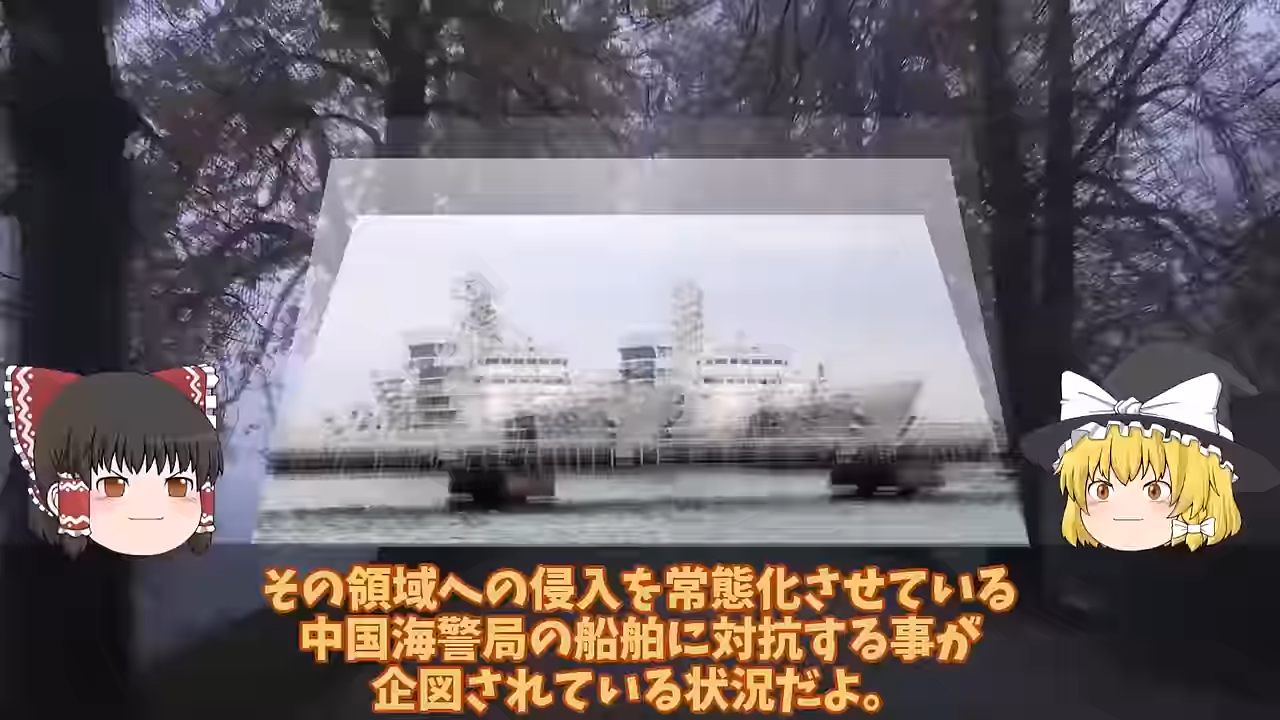 その領域への侵入を常態化させている
中国海警局の船舶に対抗する事が
企図されている状況だよ。